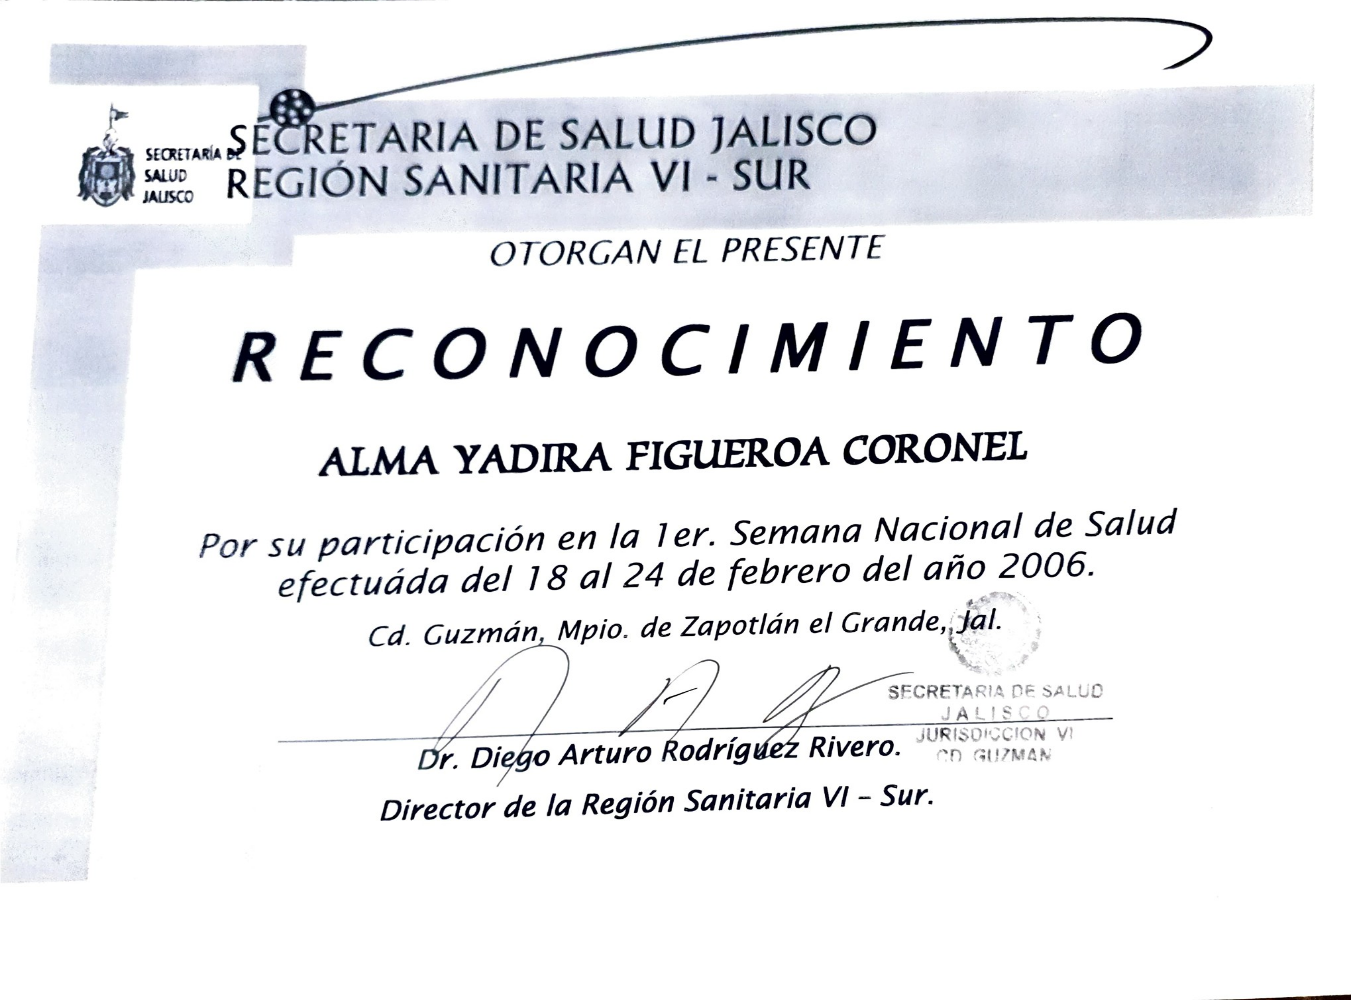 SECRETARÍA DE
SALUD
JALISCO
SECRETARIA DE SALUD JALISCO
REGIÓN SANITARIA VI - SUR
OTORGAN EL PRESENTE
RECONOCIMIENTO
ALMA YADIRA FIGUEROA CORONEL
Por su participación en la 1er. Semana Nacional de Salud
efectuáda del 18 al 24 de febrero del año 2006.
Cd. Guzmán, Mpio. de Zapotlán el Grande, Jal.
SECRETARIA DE SALUD
JALISCO
JURISDICCION VI
CD GUZMAN
Dr. Diego Arturo Rodríguez Rivero.
Director de la Región Sanitaria VI – Sur.